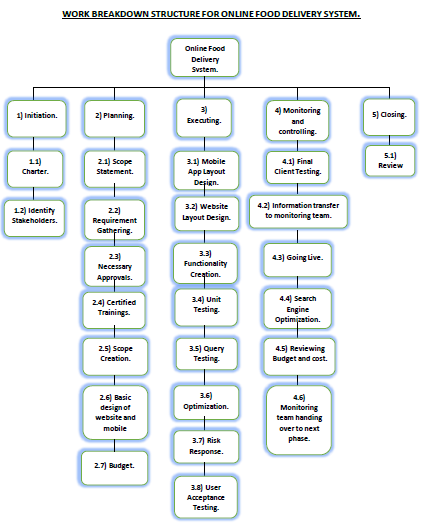 WORK BREAKDOWN STRUCTURE FOR ONLINE FOOD DELIVERY SYSTEM.
Online Food
Delivery
System.
1) Initiation.
1.1)
Charter.
1.2) Identify
Stakeholders.
2) Planning.
2.1) Scope
Statement.
2.2)
Requirement
Gathering.
2.3)
Necessary
Approvals.
2.4) Certified
Trainings.
2.5) Scope
Creation.
2.6) Basic
design of
website and
mobile
2.7) Budget.
3)
Executing.
3.1) Mobile
App Layout
Design.
3.2) Website
Layout Design.
3.3)
Functionality
Creation.
3.4) Unit
Testing.
3.5) Query
Testing.
3.6)
Optimization.
3.7) Risk
Response.
3.8) User
Acceptance
Testing.
4) Monitoring
and
controlling.
4.1) Final
Client Testing.
4.2) Information transfer
to monitoring team.
4.3) Going Live.
4.4) Search
Engine
Optimization.
4.5) Reviewing
Budget and cost.
4.6)
Monitoring
team handing
over to next
phase.
5) Closing.
5.1)
Review